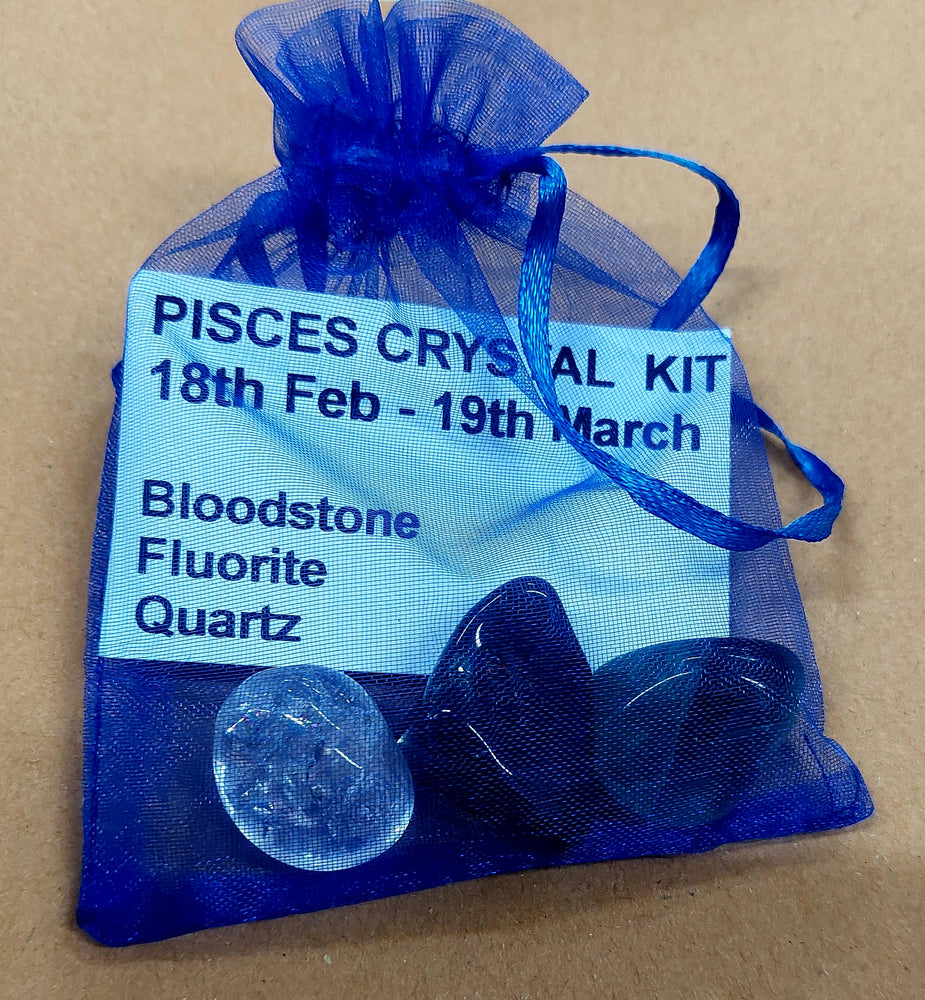 PISCES CRYSTAL KIT
18th Feb - 19th March
Bloodstone
Fluorite
Quartz